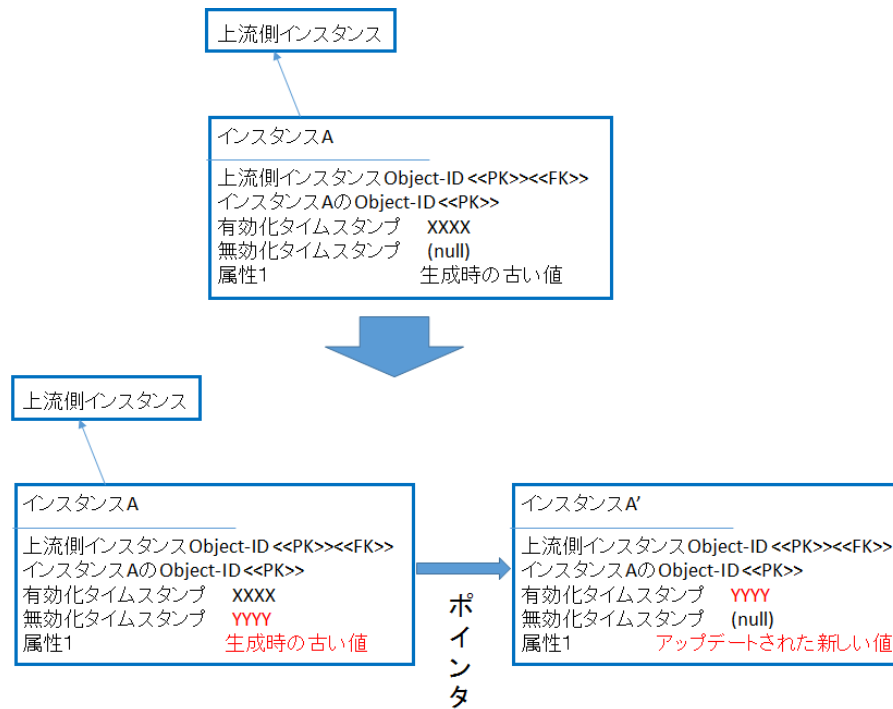 上流側インスタンス
インスタンスA
上流側インスタンスObject-ID <<PK>><<FK>>
インスタンスAのObject-ID <<PK>>
有効化タイムスタンプ XXXX
無効化タイムスタンプ (null)
属性1 生成時の古い値
上流側インスタンス
インスタンスA
上流側インスタンスObject-ID <<PK>><<FK>>
インスタンスAのObject-ID <<PK>>
有効化タイムスタンプ XXXX
無効化タイムスタンプ YYYY
属性1 生成時の古い値
ポインタ
インスタンスA’
上流側インスタンスObject-ID <<PK>><<FK>>
インスタンスAのObject-ID <<PK>>
有効化タイムスタンプ YYYY
無効化タイムスタンプ (null)
属性1 アップデートされた新しい値